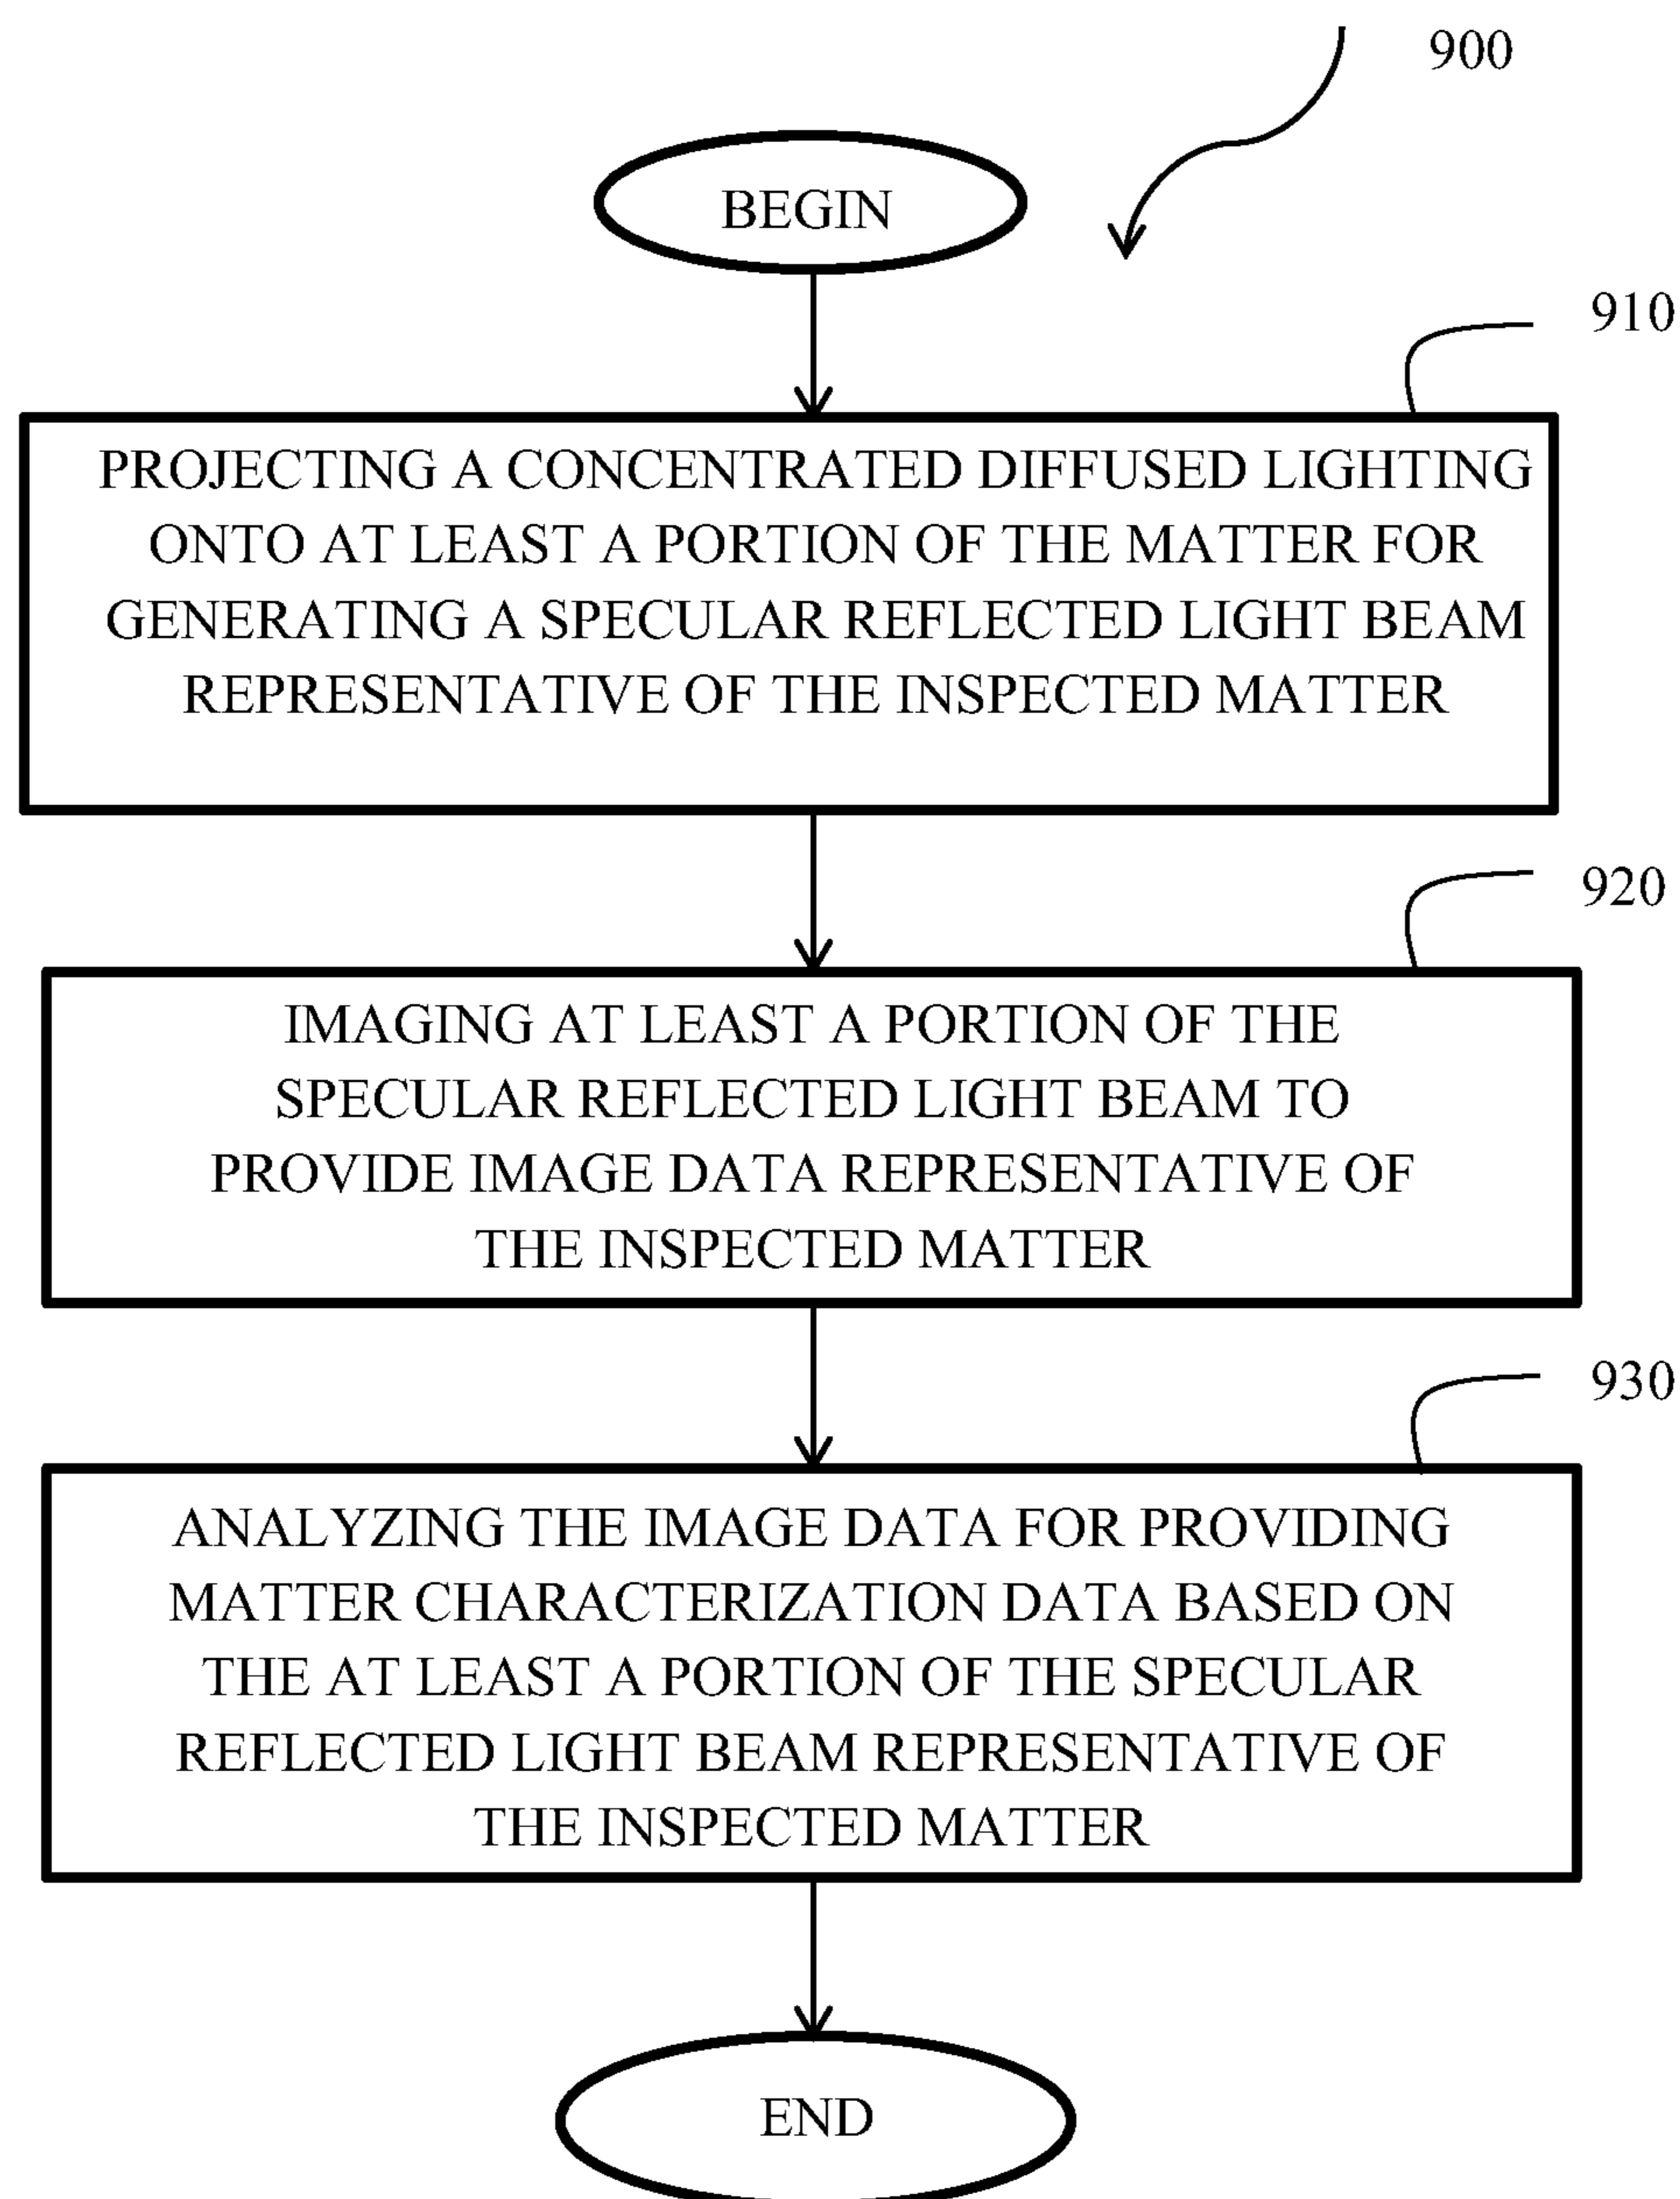 900
BEGIN
910
PROJECTING A CONCENTRATED DIFFUSED LIGHTING
ONTO AT LEAST A PORTION OF THE MATTER FOR
GENERATING A SPECULAR REFLECTED LIGHT BEAM
REPRESENTATIVE OF THE INSPECTED MATTER
920
IMAGING AT LEAST A PORTION OF THE
SPECULAR REFLECTED LIGHT BEAM TO
PROVIDE IMAGE DATA REPRESENTATIVE OF
THE INSPECTED MATTER
930
ANALYZING THE IMAGE DATA FOR PROVIDING
MATTER CHARACTERIZATION DATA BASED ON
THE AT LEAST A PORTION OF THE SPECULAR
REFLECTED LIGHT BEAM REPRESENTATIVE OF
THE INSPECTED MATTER
END